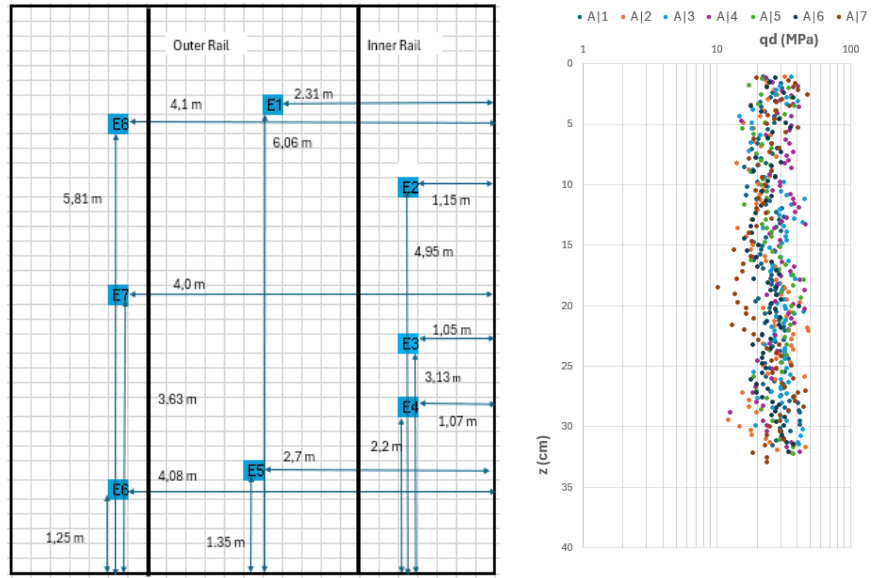 Outer Rail
Inner Rail
E1
2.31 m
4,1 m
E8
6,06 m
E2
5,81 m
1,15 m
4,95 m
4,0 m
E7
1,05 m
E3
3,13 m
3.63 m
E4
1,07 m
2,2 m
2,7 m
E5
4,08 m
E6
1,25 m
1.35 m
A|1 A|2 A|3 A|4 A|5 A|6 A|7
qd (MPa)
1 10 100
0
5
10
15
20
25
30
35
40
z (cm)